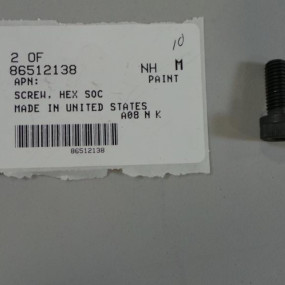 10
2 OF
86512138 NH M
APN: PAINT
SCREW, HEX SOC
MADE IN UNITED STATES
A08 N K
86512138